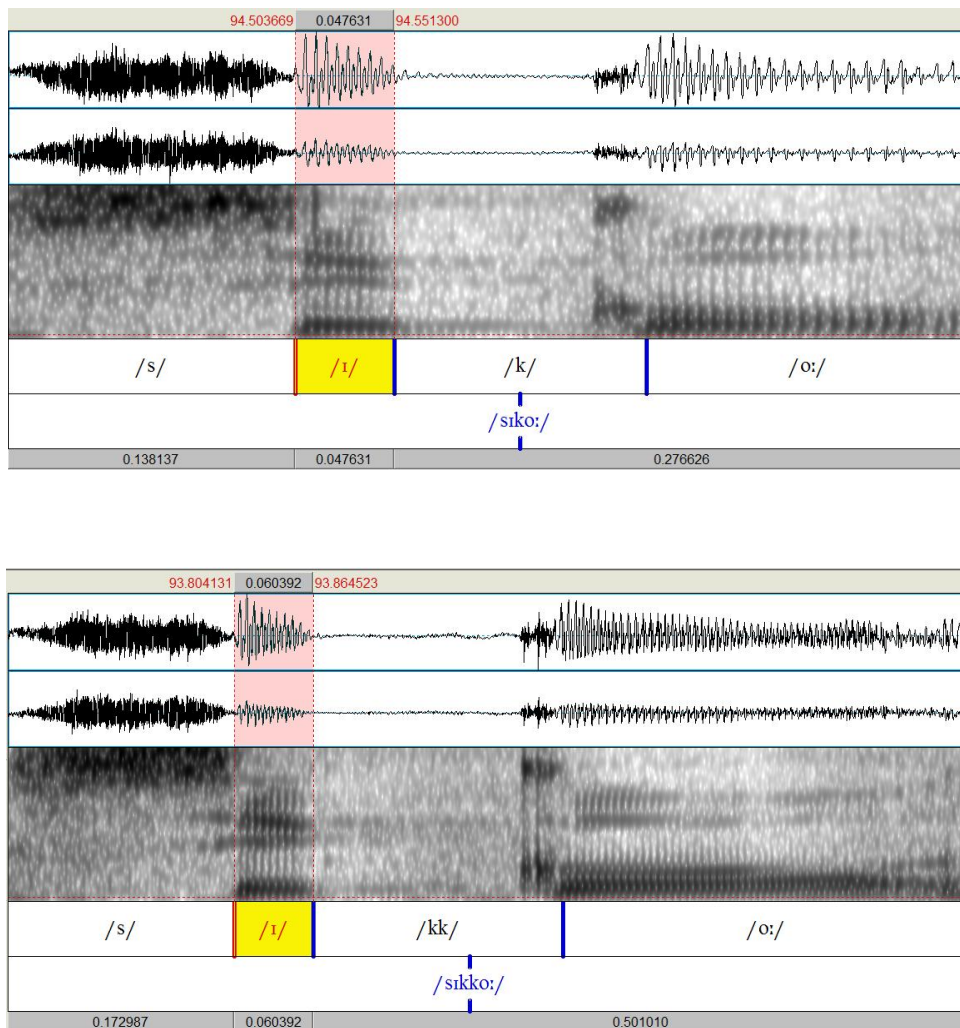 94.503669 0.047631 94.551300
/s/ /ɪ/ /k/ /oː/
/sɪkoː/
0.138137 0.047631 0.276626
93.804131 0.060392 93.864523
/s/ /ɪ/ /kk/ /oː/
/sɪkkoː/
0.172987 0.060392 0.501010